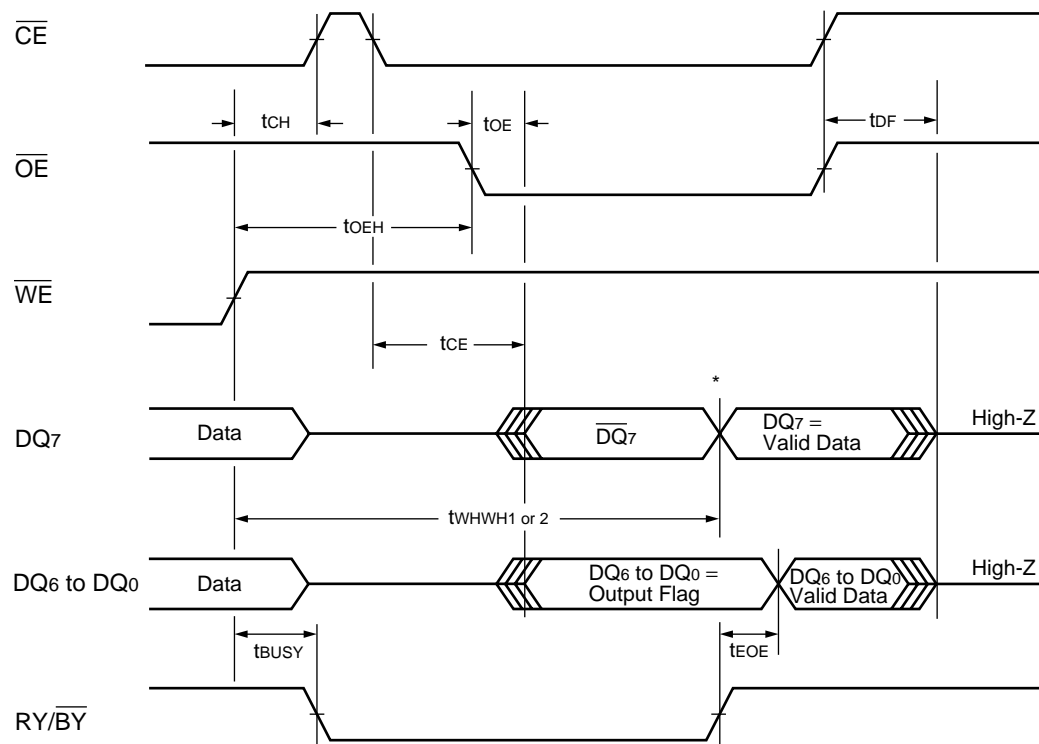 CE
tCH
tOE
tDF
OE
tOEH
WE
tCE
*
DQ7
Data
DQ7
DQ7 =
Valid Data
High-Z
tWHWH1 or 2
DQ6 to DQ0
Data
DQ6 to DQ0 =
Output Flag
DQ6 to DQ0
Valid Data
High-Z
tBUSY
tEOE
RY/BY